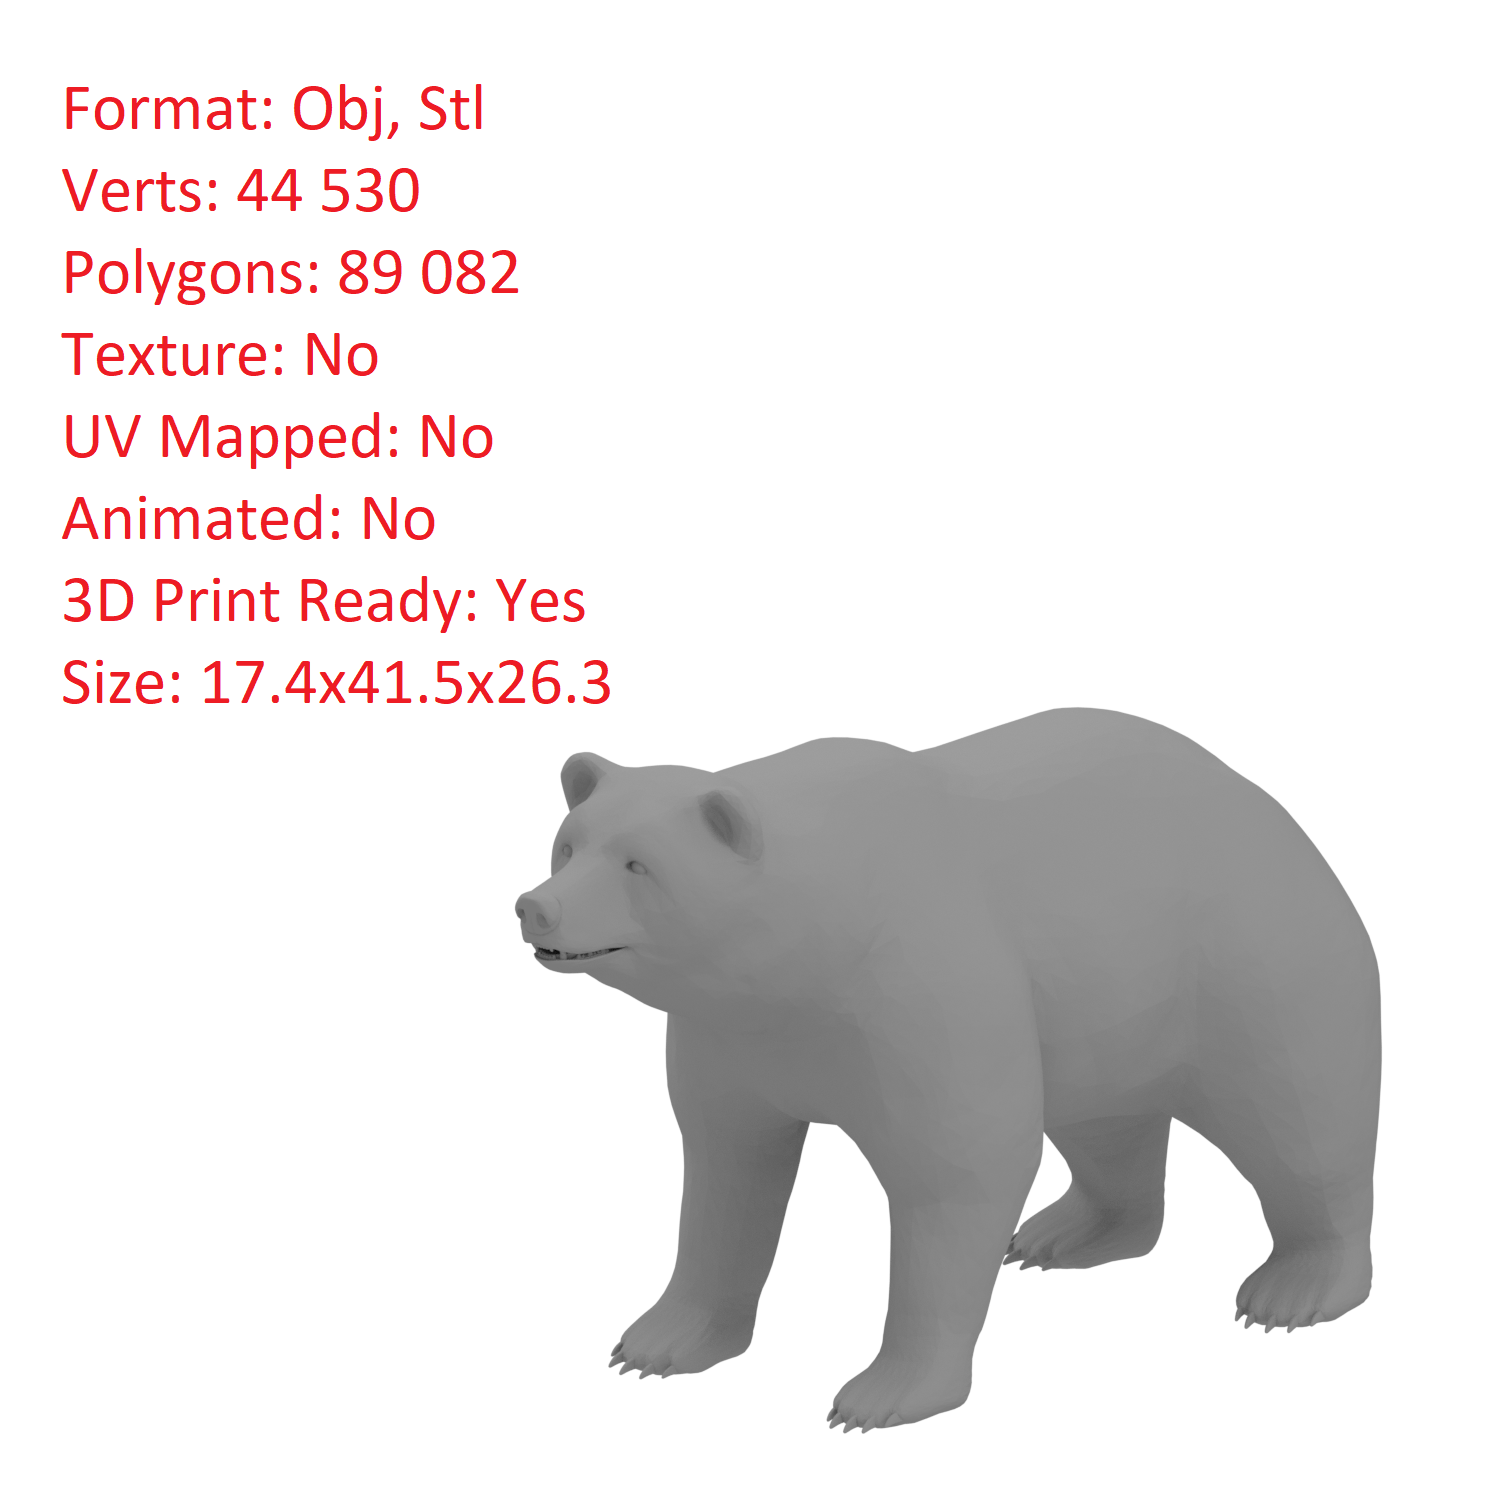 Format: Obj, Stl
Verts: 44 530
Polygons: 89 082
Texture: No
UV Mapped: No
Animated: No
3D Print Ready: Yes
Size: 17.4x41.5x26.3